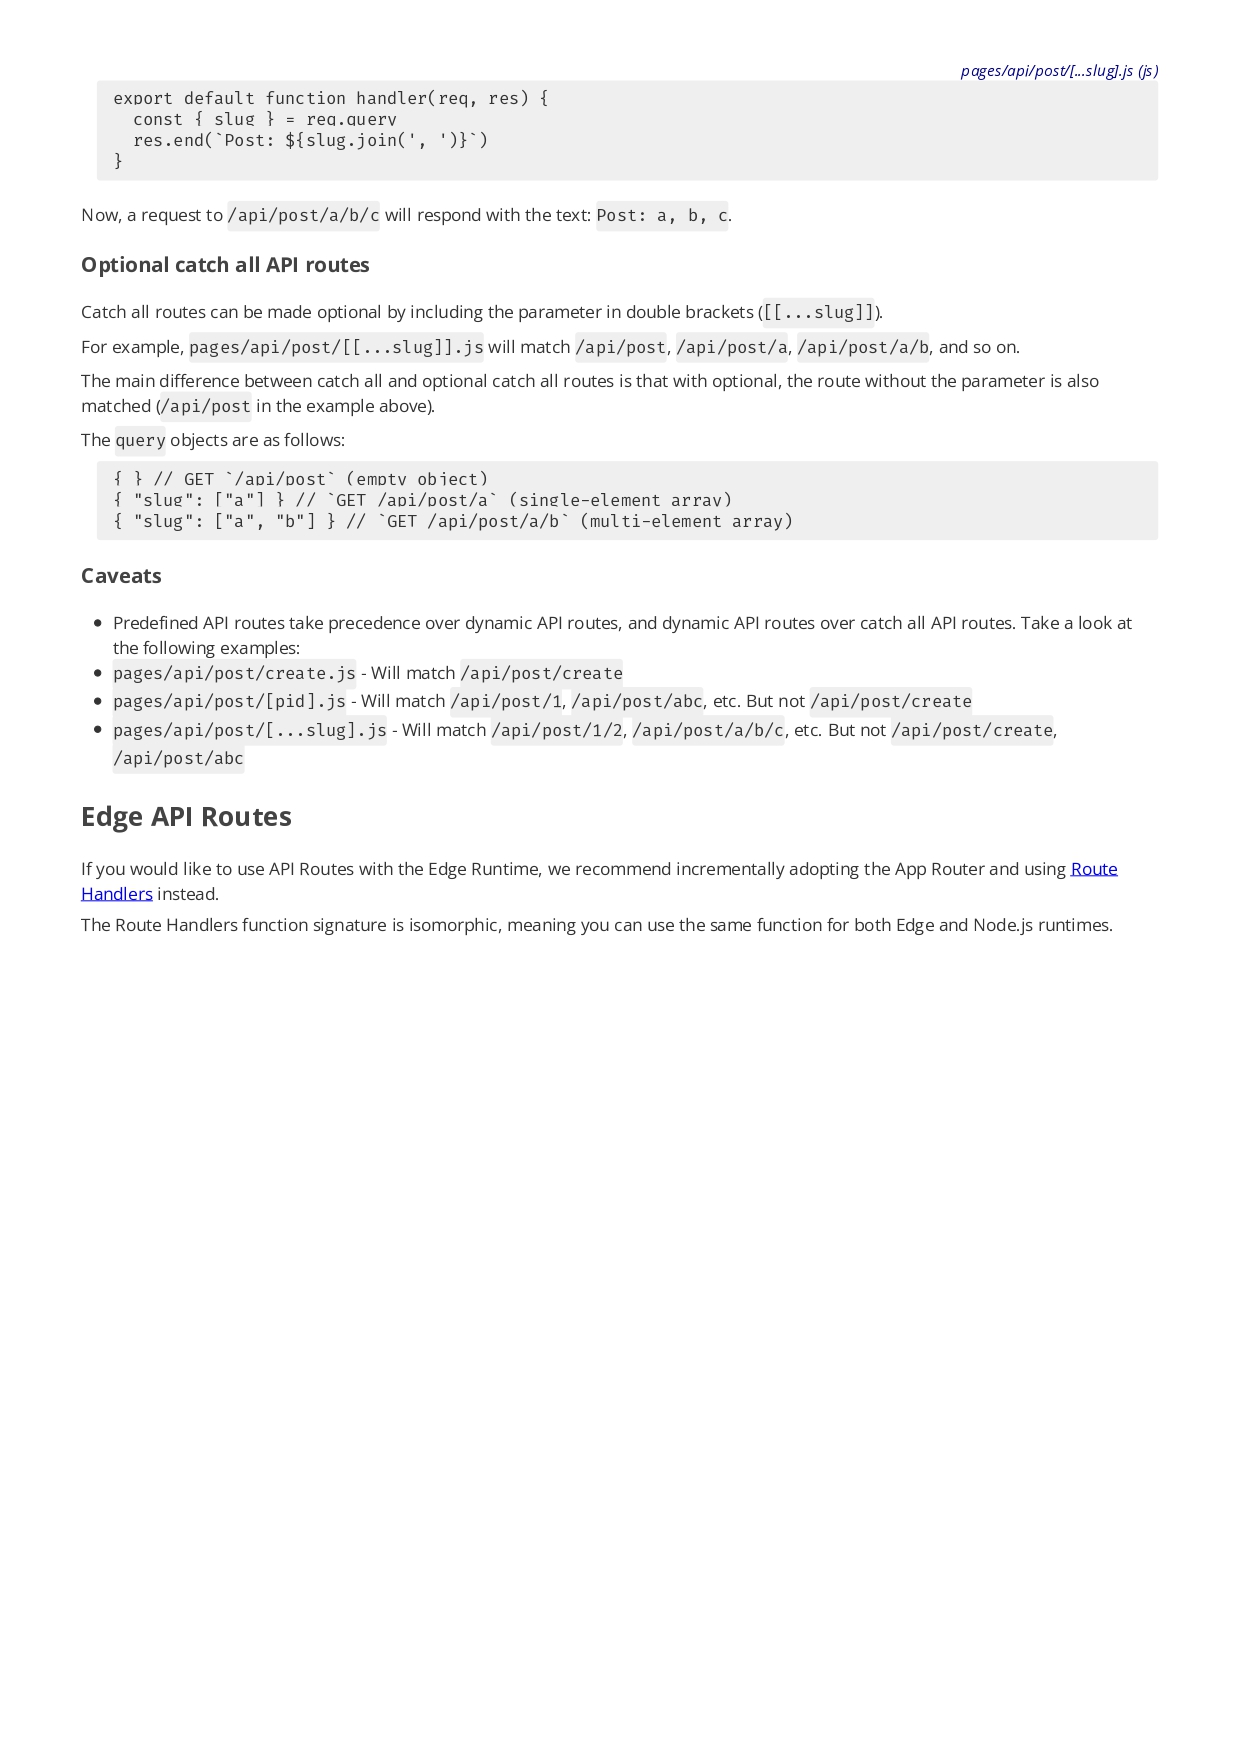 pages/api/post/[...slug].js (js)
export default function handler(req, res) {
  const { slug } = req.query
  res.end(`Post: ${slug.join(', ')}`)
}
Now, a request to /api/post/a/b/c will respond with the text: Post: a, b, c.
Optional catch all API routes
Catch all routes can be made optional by including the parameter in double brackets ([[...slug]]).
For example, pages/api/post/[[...slug]].js will match /api/post, /api/post/a, /api/post/a/b, and so on.
The main difference between catch all and optional catch all routes is that with optional, the route without the parameter is also
matched (/api/post in the example above).
The query objects are as follows:
{ } // GET `/api/post` (empty object)
{ "slug": ["a"] } // `GET /api/post/a` (single-element array)
{ "slug": ["a", "b"] } // `GET /api/post/a/b` (multi-element array)
Caveats
• Predefined API routes take precedence over dynamic API routes, and dynamic API routes over catch all API routes. Take a look at
the following examples:
• pages/api/post/create.js - Will match /api/post/create
• pages/api/post/[pid].js - Will match /api/post/1, /api/post/abc, etc. But not /api/post/create
• pages/api/post/[...slug].js - Will match /api/post/1/2, /api/post/a/b/c, etc. But not /api/post/create,
/api/post/abc
Edge API Routes
If you would like to use API Routes with the Edge Runtime, we recommend incrementally adopting the App Router and using Route
Handlers instead.
The Route Handlers function signature is isomorphic, meaning you can use the same function for both Edge and Node.js runtimes.